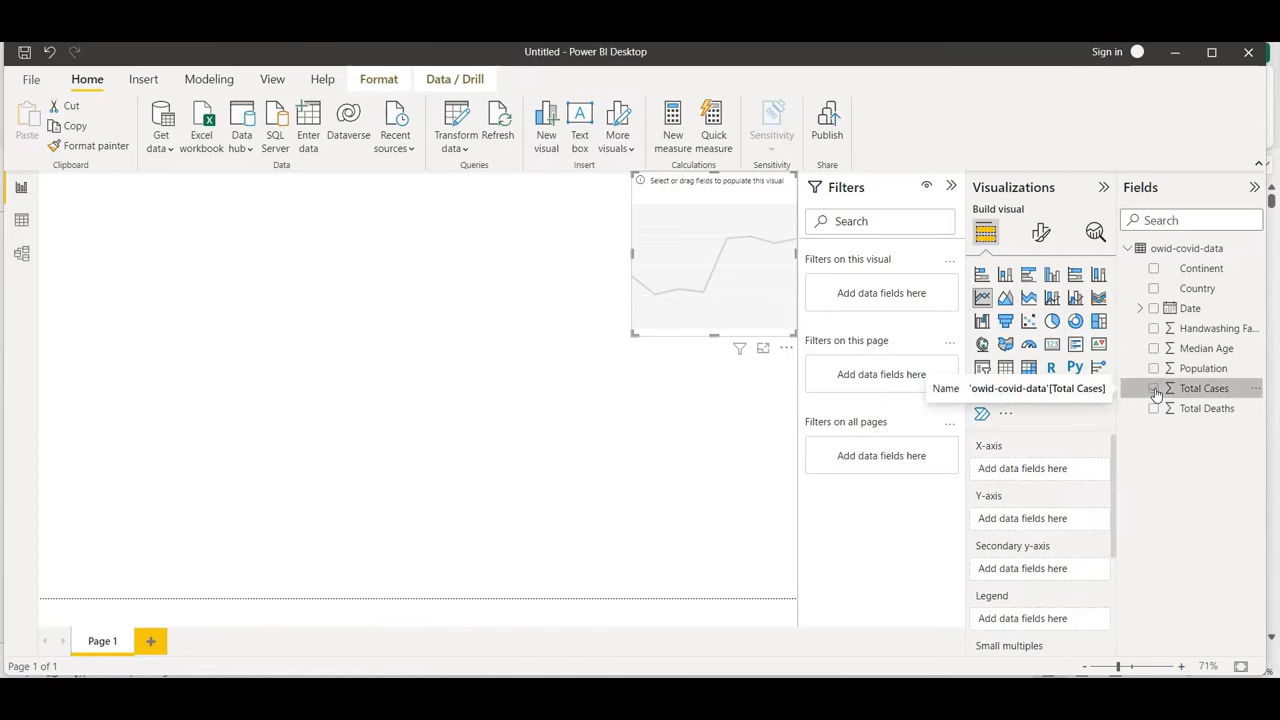 Untitled - Power BI Desktop
Sign in
File
Home
Insert
Modeling
View
Help
Format
Data / Drill
Paste
Cut
Copy
Format painter
Clipboard
Get data
Excel workbook
Data hub
SQL Server
Enter data
Dataverse
Recent sources
Data
Transform data
Refresh
Queries
New visual
Text box
More visuals
Insert
New measure
Quick measure
Calculations
Sensitivity
Sensitivity
Publish
Share
Select or drag fields to populate this visual
Filters
Search
Filters on this visual
...
Add data fields here
Filters on this page
...
Add data fields here
Filters on all pages
...
Add data fields here
Visualizations
Build visual
R
Py
Name 'owid-covid-data'[Total Cases]
...
X-axis
Add data fields here
Y-axis
Add data fields here
Secondary y-axis
Add data fields here
Legend
Add data fields here
Small multiples
Fields
Search
owid-covid-data
Continent
Country
Date
Handwashing Fa...
Median Age
Population
Total Cases
Total Deaths
Page 1
Page 1 of 1
71%